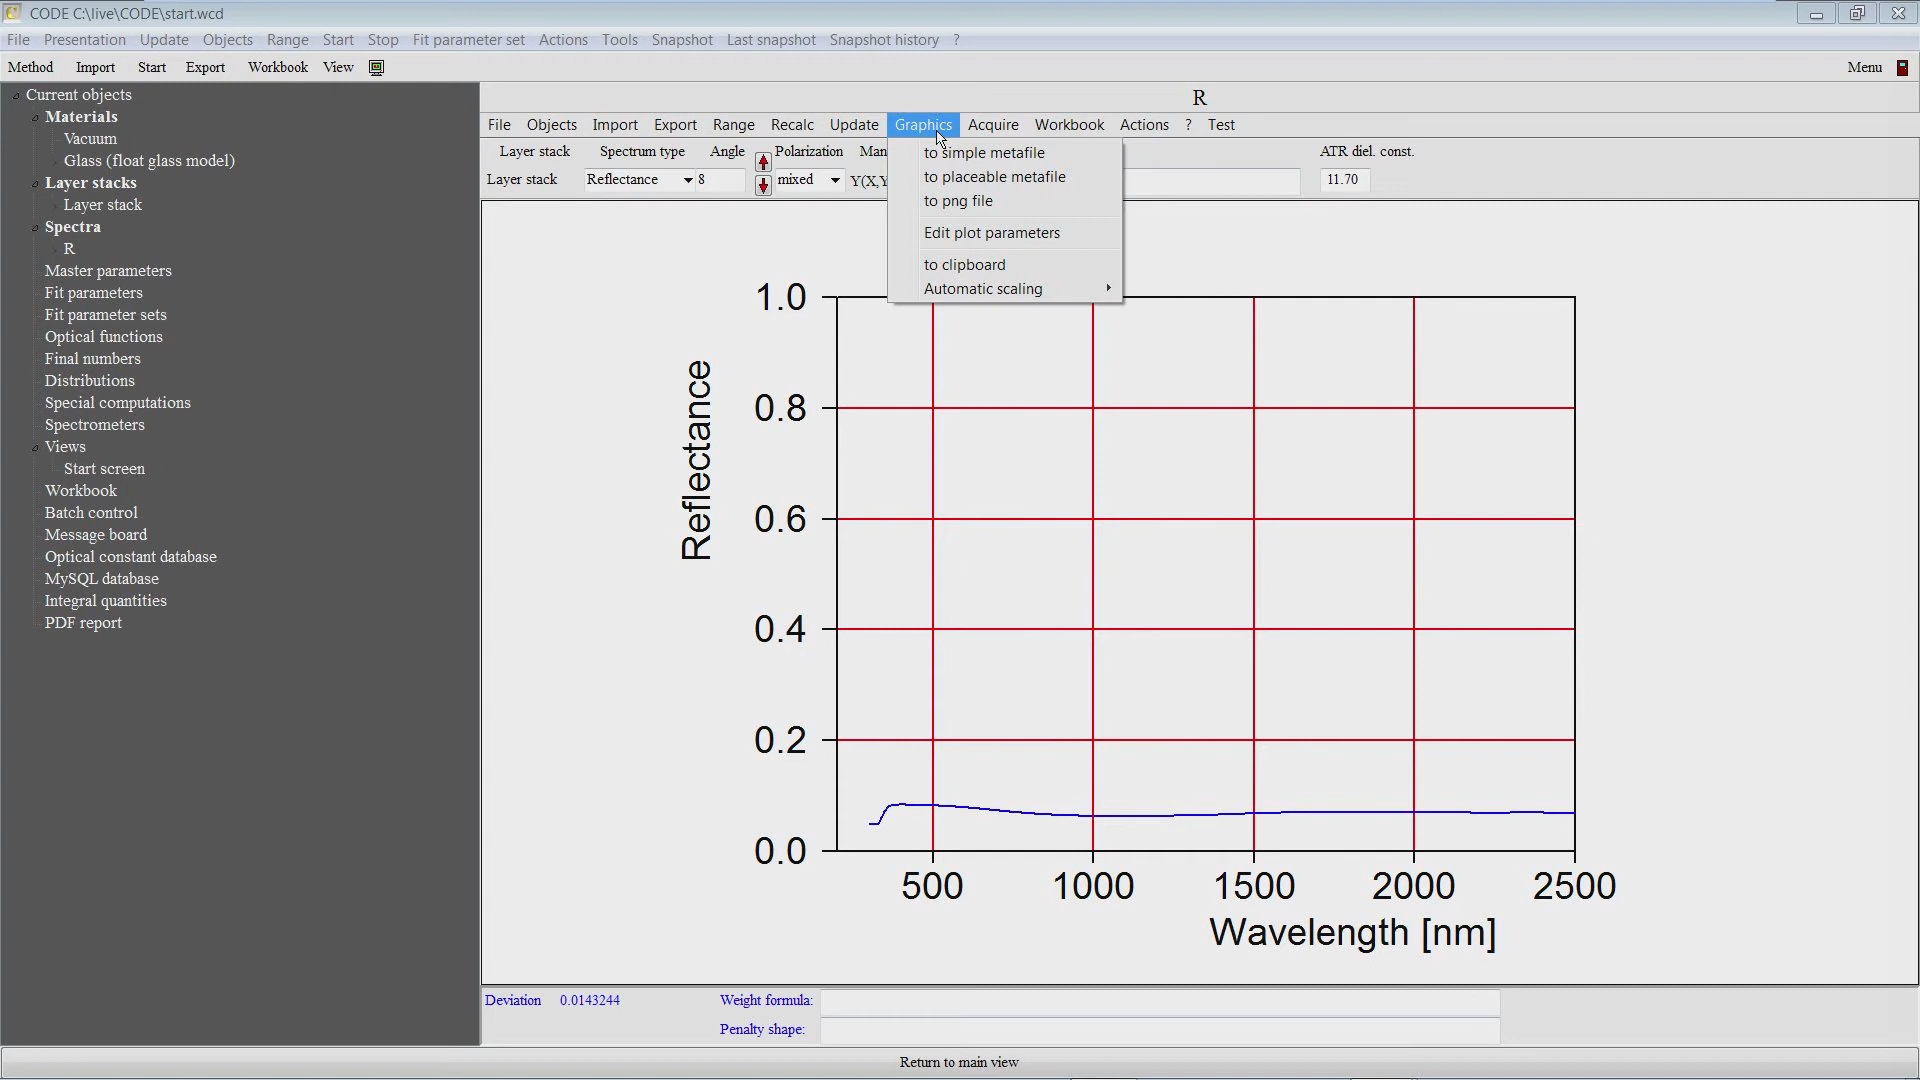 CODE C:\live\CODE\start.wcd
File Presentation Update Objects Range Start Stop Fit parameter set Actions Tools Snapshot Last snapshot Snapshot history ?
Method Import Start Export Workbook View Menu
Current objects
Materials
Vacuum
Glass (float glass model)
Layer stacks
Layer stack
Spectra
R
Master parameters
Fit parameters
Fit parameter sets
Optical functions
Final numbers
Distributions
Special computations
Spectrometers
Views
Start screen
Workbook
Batch control
Message board
Optical constant database
MySQL database
Integral quantities
PDF report
R
File Objects Import Export Range Recalc Update Graphics Acquire Workbook Actions ? Test
Layer stack Spectrum type Angle Polarization Man ATR diel. const.
Layer stack Reflectance 8 mixed Y(X,Y 11.70
to simple metafile
to placeable metafile
to png file
Edit plot parameters
to clipboard
Automatic scaling
1.0
0.8
0.6
0.4
0.2
0.0
Reflectance
500 1000 1500 2000 2500
Wavelength [nm]
Deviation 0.0143244 Weight formula:
Penalty shape:
Return to main view